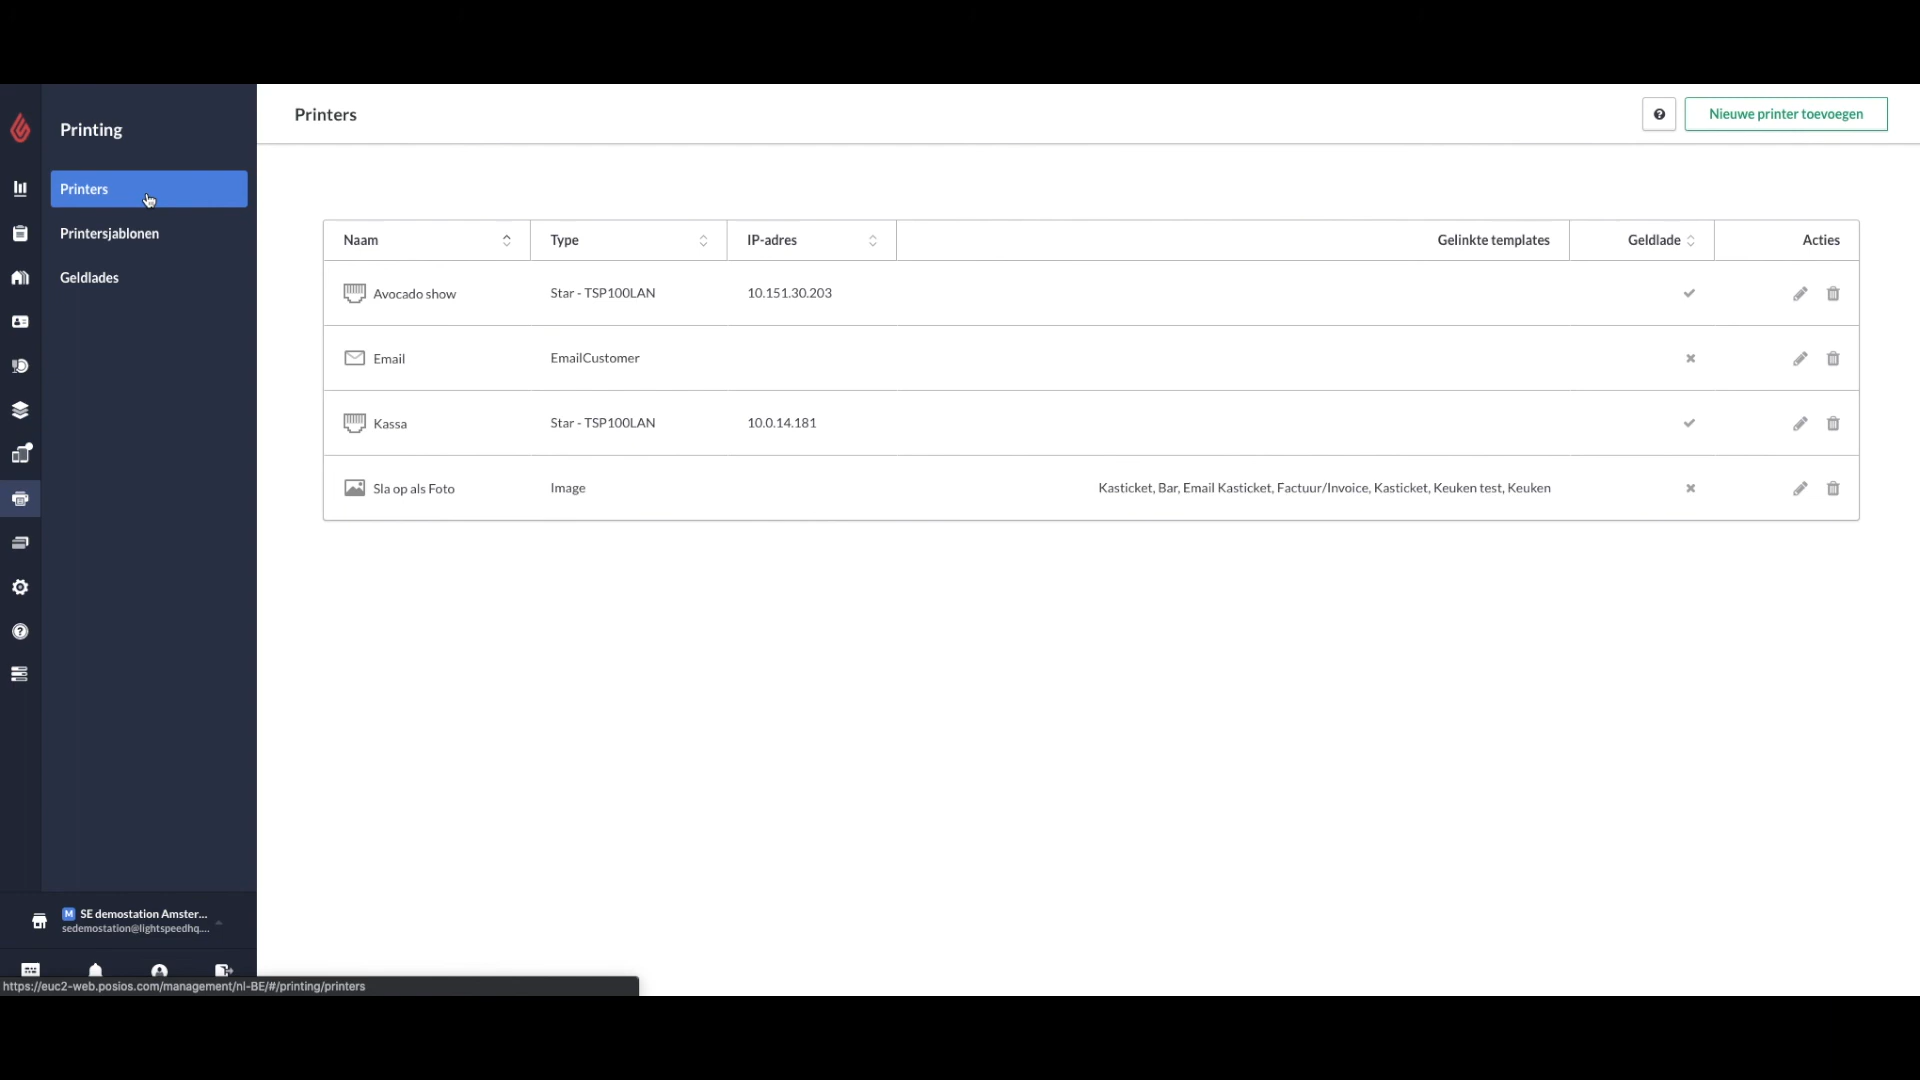 Printing
Printers
Printersjablonen
Geldlades
Printers
Nieuwe printer toevoegen
Naam Type IP-adres Gelinkte templates Geldlade Acties
Avocado show Star - TSP100LAN 10.151.30.203
Email EmailCustomer
Kassa Star - TSP100LAN 10.0.14.181
Sla op als Foto Image Kasticket, Bar, Email Kasticket, Factuur/Invoice, Kasticket, Keuken test, Keuken
M SE demostation Amster...
sedemostation@lightspeedhq....
https://euc2-web.posios.com/management/nl-BE/#/printing/printers